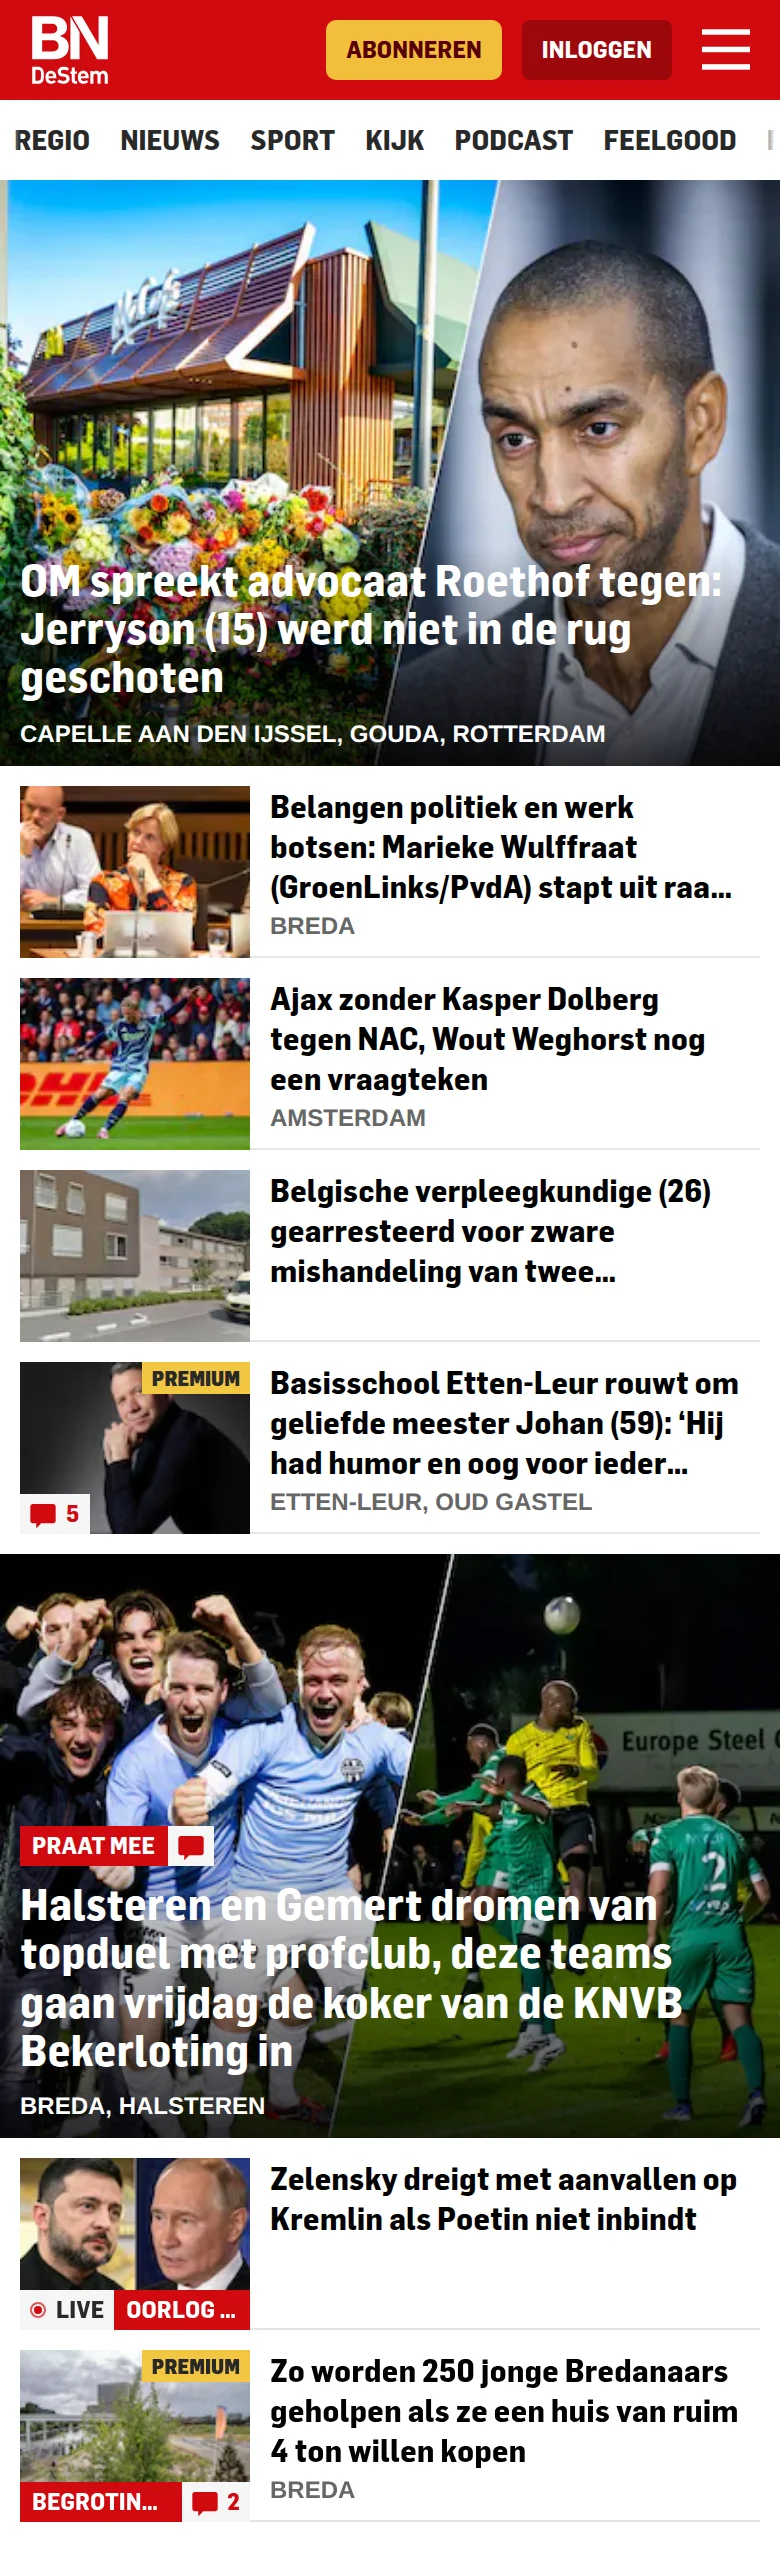 BN
DeStem
ABONNEREN
INLOGGEN
REGIO NIEUWS SPORT KIJK PODCAST FEELGOOD
McCafé
OM spreekt advocaat Roethof tegen:
Jerryson (15) werd niet in de rug
geschoten
CAPELLE AAN DEN IJSSEL, GOUDA, ROTTERDAM
Belangen politiek en werk
botsen: Marieke Wulffraat
(GroenLinks/PvdA) stapt uit raa...
BREDA
DHL
Ajax zonder Kasper Dolberg
tegen NAC, Wout Weghorst nog
een vraagteken
AMSTERDAM
Belgische verpleegkundige (26)
gearresteerd voor zware
mishandeling van twee...
PREMIUM
5
Basisschool Etten-Leur rouwt om
geliefde meester Johan (59): ‘Hij
had humor en oog voor ieder...
ETTEN-LEUR, OUD GASTEL
Europe Steel
2
PRAAT MEE
Halsteren en Gemert dromen van
topduel met profclub, deze teams
gaan vrijdag de koker van de KNVB
Bekerloting in
BREDA, HALSTEREN
LIVE
OORLOG ...
Zelensky dreigt met aanvallen op
Kremlin als Poetin niet inbindt
PREMIUM
BEGROTIN...
2
Zo worden 250 jonge Bredanaars
geholpen als ze een huis van ruim
4 ton willen kopen
BREDA